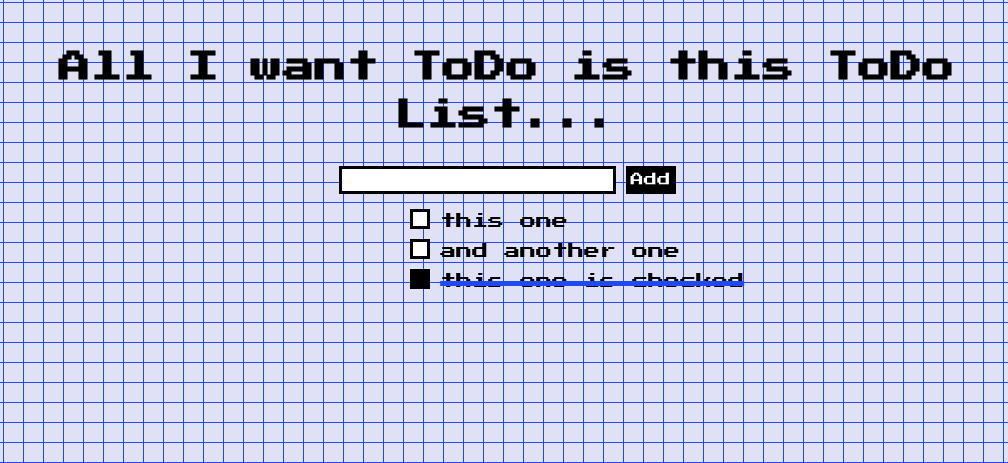 All I want ToDo is this ToDo
List...
Add
this one
and another one
this one is checked